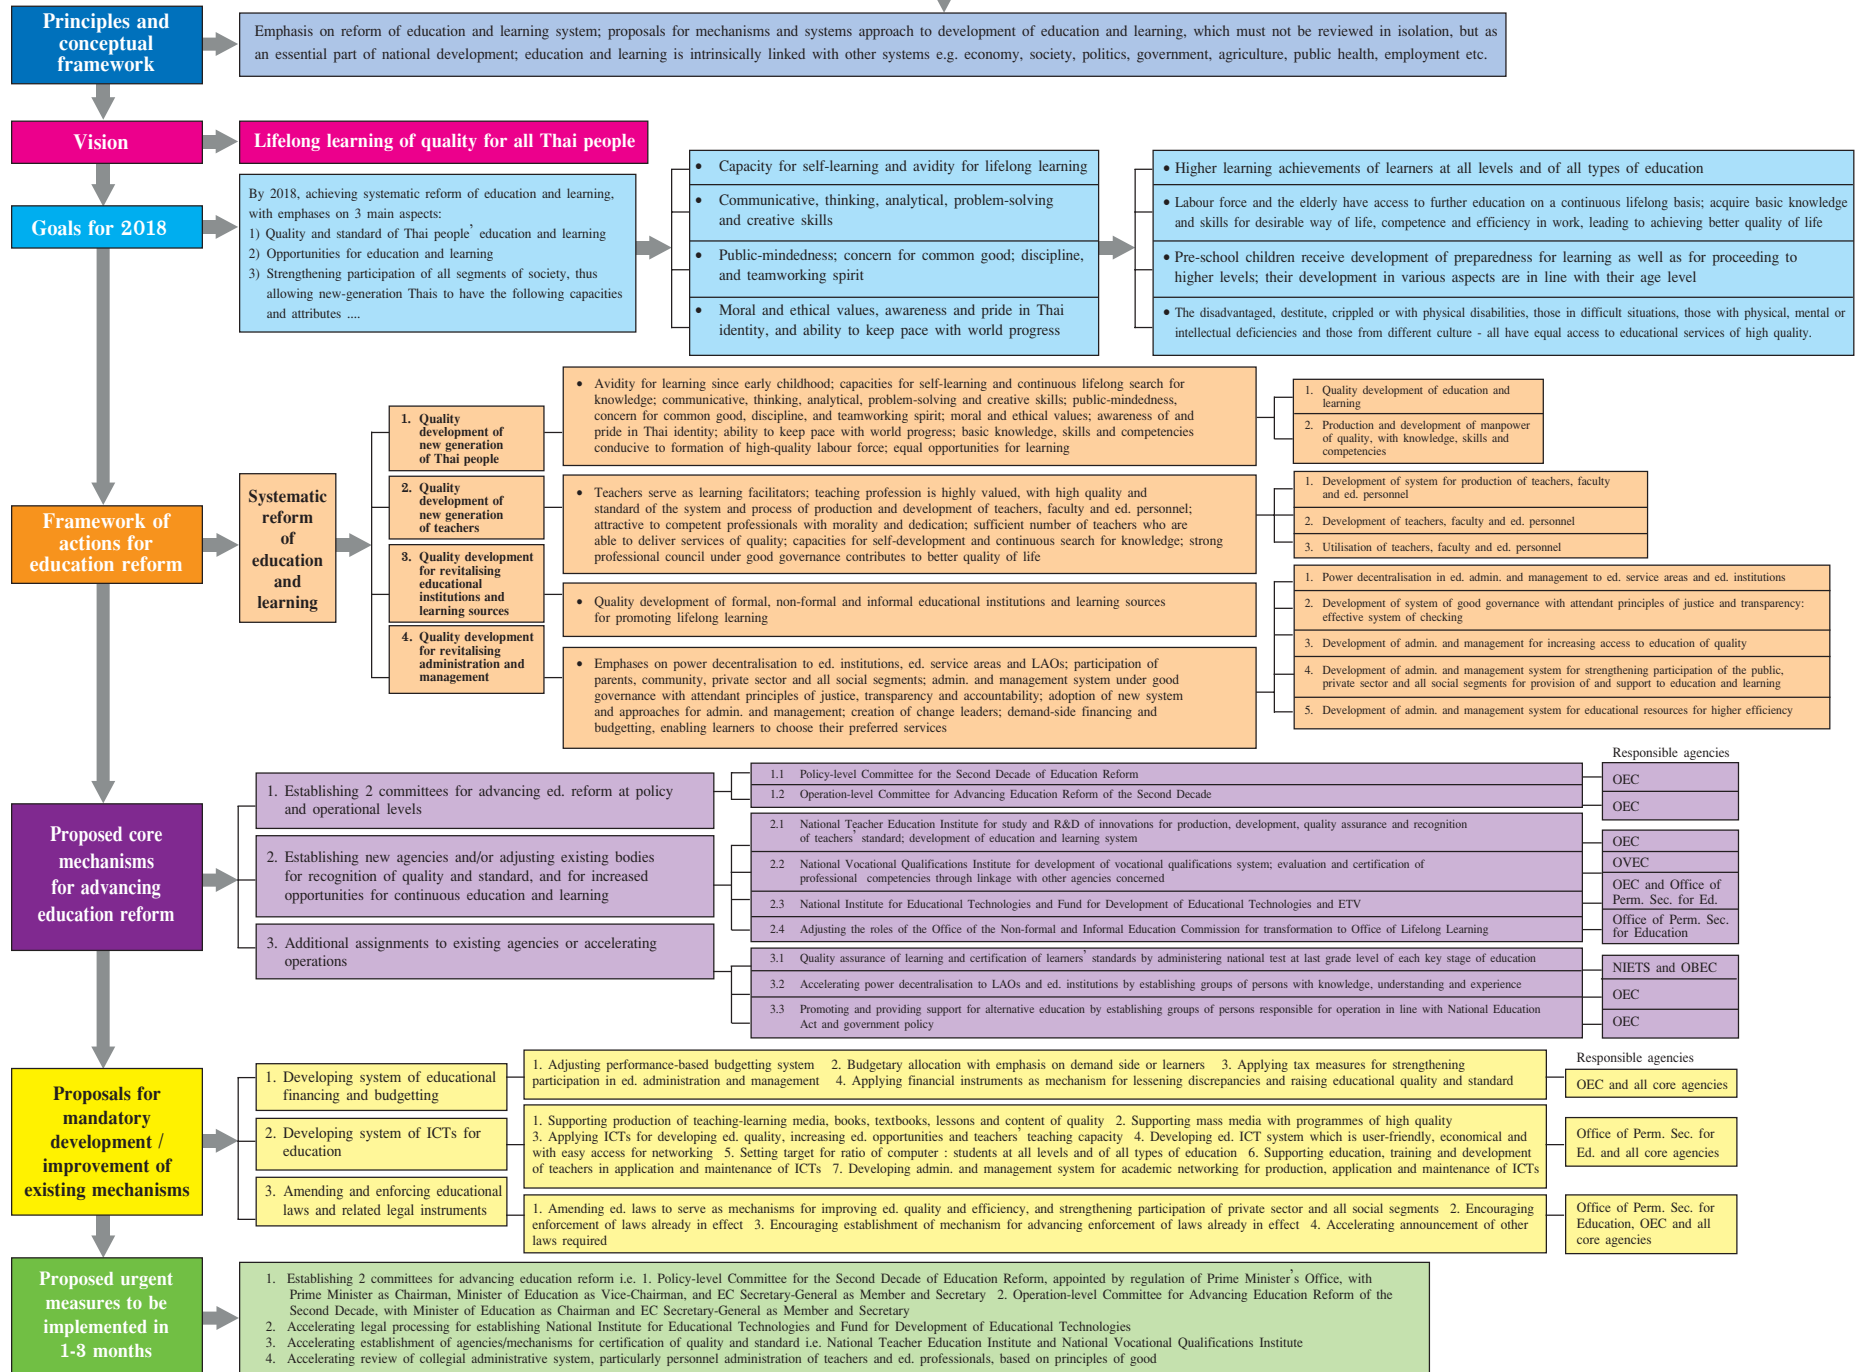 Principles and
conceptual
framework
Emphasis on reform of education and learning system; proposals for mechanisms and systems approach to development of education and learning, which must not be reviewed in isolation, but as
an essential part of national development; education and learning is intrinsically linked with other systems e.g. economy, society, politics, government, agriculture, public health, employment etc.
Vision
Lifelong learning of quality for all Thai people
Goals for 2018
By 2018, achieving systematic reform of education and learning,
with emphases on 3 main aspects:
1) Quality and standard of Thai people' education and learning
2) Opportunities for education and learning
3) Strengthening participation of all segments of society, thus
allowing new-generation Thais to have the following capacities
and attributes ....
• Capacity for self-learning and avidity for lifelong learning
• Communicative, thinking, analytical, problem-solving
and creative skills
• Public-mindedness; concern for common good; discipline,
and teamworking spirit
• Moral and ethical values, awareness and pride in Thai
identity, and ability to keep pace with world progress
• Higher learning achievements of learners at all levels and of all types of education
• Labour force and the elderly have access to further education on a continuous lifelong basis; acquire basic knowledge
and skills for desirable way of life, competence and efficiency in work, leading to achieving better quality of life
• Pre-school children receive development of preparedness for learning as well as for proceeding to
higher levels; their development in various aspects are in line with their age level
• The disadvantaged, destitute, crippled or with physical disabilities, those in difficult situations, those with physical, mental or
intellectual deficiencies and those from different culture - all have equal access to educational services of high quality.
Framework of
actions for
education reform
Systematic
reform
of
education
and
learning
1. Quality
development of
new generation
of Thai people
• Avidity for learning since early childhood; capacities for self-learning and continuous lifelong search for
knowledge; communicative, thinking, analytical, problem-solving and creative skills; public-mindedness,
concern for common good, discipline, and teamworking spirit; moral and ethical values; awareness of and
pride in Thai identity; ability to keep pace with world progress; basic knowledge, skills and competencies
conducive to formation of high-quality labour force; equal opportunities for learning
1. Quality development of education and
learning
2. Production and development of manpower
of quality, with knowledge, skills and
competencies
2. Quality
development of
new generation
of teachers
• Teachers serve as learning facilitators; teaching profession is highly valued, with high quality and
standard of the system and process of production and development of teachers, faculty and ed. personnel;
attractive to competent professionals with morality and dedication; sufficient number of teachers who are
able to deliver services of quality; capacities for self-development and continuous search for knowledge; strong
professional council under good governance contributes to better quality of life
1. Development of system for production of teachers, faculty
and ed. personnel
2. Development of teachers, faculty and ed. personnel
3. Utilisation of teachers, faculty and ed. personnel
3. Quality development
for revitalising
educational
institutions and
learning sources
• Quality development of formal, non-formal and informal educational institutions and learning sources
for promoting lifelong learning
4. Quality development
for revitalising
administration and
management
• Emphases on power decentralisation to ed. institutions, ed. service areas and LAOs; participation of
parents, community, private sector and all social segments; admin. and management system under good
governance with attendant principles of justice, transparency and accountability; adoption of new system
and approaches for admin. and management; creation of change leaders; demand-side financing and
budgetting, enabling learners to choose their preferred services
1. Power decentralisation in ed. admin. and management to ed. service areas and ed. institutions
2. Development of system of good governance with attendant principles of justice and transparency:
effective system of checking
3. Development of admin. and management for increasing access to education of quality
4. Development of admin. and management system for strengthening participation of the public,
private sector and all social segments for provision of and support to education and learning
5. Development of admin. and management system for educational resources for higher efficiency
Proposed core
mechanisms
for advancing
education reform
Responsible agencies
1. Establishing 2 committees for advancing ed. reform at policy
and operational levels
1.1 Policy-level Committee for the Second Decade of Education Reform
OEC
1.2 Operation-level Committee for Advancing Education Reform of the Second Decade
OEC
2. Establishing new agencies and/or adjusting existing bodies
for recognition of quality and standard, and for increased
opportunities for continuous education and learning
2.1 National Teacher Education Institute for study and R&D of innovations for production, development, quality assurance and recognition
of teachers' standard; development of education and learning system
OEC
2.2 National Vocational Qualifications Institute for development of vocational qualifications system; evaluation and certification of
professional competencies through linkage with other agencies concerned
OVEC
2.3 National Institute for Educational Technologies and Fund for Development of Educational Technologies and ETV
OEC and Office of
Perm. Sec. for Ed.
2.4 Adjusting the roles of the Office of the Non-formal and Informal Education Commission for transformation to Office of Lifelong Learning
Office of Perm. Sec.
for Education
3. Additional assignments to existing agencies or accelerating
operations
3.1 Quality assurance of learning and certification of learners' standards by administering national test at last grade level of each key stage of education
NIETS and OBEC
3.2 Accelerating power decentralisation to LAOs and ed. institutions by establishing groups of persons with knowledge, understanding and experience
OEC
3.3 Promoting and providing support for alternative education by establishing groups of persons responsible for operation in line with National Education
Act and government policy
OEC
Proposals for
mandatory
development /
improvement of
existing mechanisms
Responsible agencies
1. Developing system of educational
financing and budgetting
1. Adjusting performance-based budgetting system 2. Budgetary allocation with emphasis on demand side or learners 3. Applying tax measures for strengthening
participation in ed. administration and management 4. Applying financial instruments as mechanism for lessening discrepancies and raising educational quality and standard
OEC and all core agencies
2. Developing system of ICTs for
education
1. Supporting production of teaching-learning media, books, textbooks, lessons and content of quality 2. Supporting mass media with programmes of high quality
3. Applying ICTs for developing ed. quality, increasing ed. opportunities and teachers' teaching capacity 4. Developing ed. ICT system which is user-friendly, economical and
with easy access for networking 5. Setting target for ratio of computer : students at all levels and of all types of education 6. Supporting education, training and development
of teachers in application and maintenance of ICTs 7. Developing admin. and management system for academic networking for production, application and maintenance of ICTs
Office of Perm. Sec. for
Ed. and all core agencies
3. Amending and enforcing educational
laws and related legal instruments
1. Amending ed. laws to serve as mechanisms for improving ed. quality and efficiency, and strengthening participation of private sector and all social segments 2. Encouraging
enforcement of laws already in effect 3. Encouraging establishment of mechanism for advancing enforcement of laws already in effect 4. Accelerating announcement of other
laws required
Office of Perm. Sec. for
Education, OEC and all
core agencies
Proposed urgent
measures to be
implemented in
1-3 months
1. Establishing 2 committees for advancing education reform i.e. 1. Policy-level Committee for the Second Decade of Education Reform, appointed by regulation of Prime Minister's Office, with
Prime Minister as Chairman, Minister of Education as Vice-Chairman, and EC Secretary-General as Member and Secretary 2. Operation-level Committee for Advancing Education Reform of the
Second Decade, with Minister of Education as Chairman and EC Secretary-General as Member and Secretary
2. Accelerating legal processing for establishing National Institute for Educational Technologies and Fund for Development of Educational Technologies
3. Accelerating establishment of agencies/mechanisms for certification of quality and standard i.e. National Teacher Education Institute and National Vocational Qualifications Institute
4. Accelerating review of collegial administrative system, particularly personnel administration of teachers and ed. professionals, based on principles of good